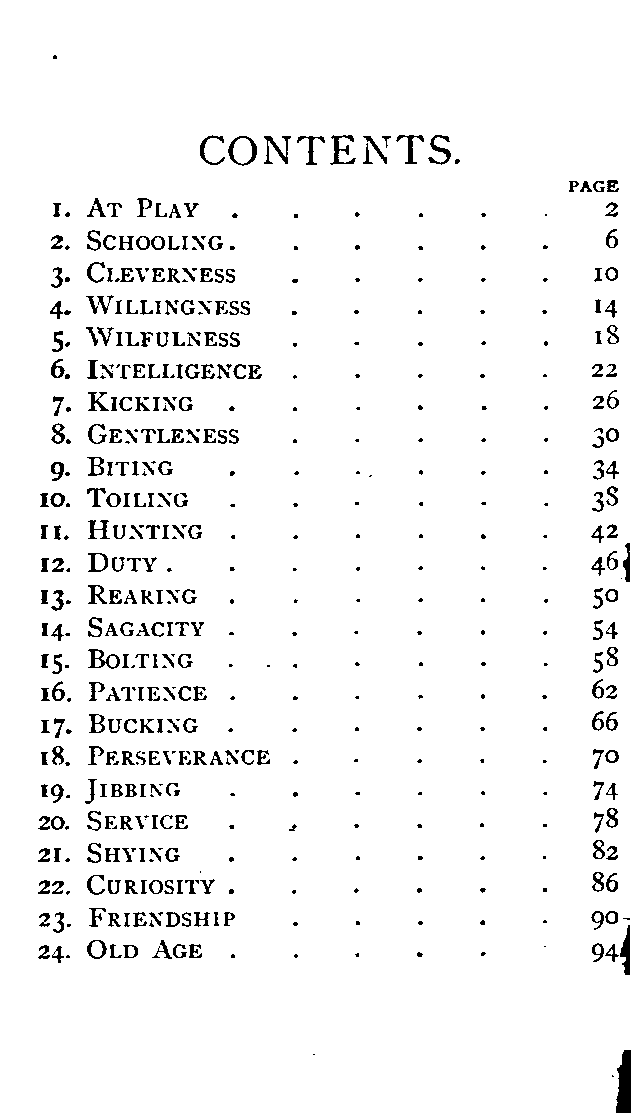 CONTENTS.
PAGE
1. AT PLAY . . . . . . 2
2. SCHOOLING . . . . . . 6
3. CLEVERNESS . . . . . 10
4. WILLINGNESS . . . . . 14
5. WILFULNESS . . . . . 18
6. INTELLIGENCE . . . . . 22
7. KICKING . . . . . . 26
8. GENTLENESS . . . . . 30
9. BITING . . . . . . 34
10. TOILING . . . . . . 38
11. HUNTING . . . . . . 42
12. DUTY . . . . . . . 46
13. REARING . . . . . . 50
14. SAGACITY . . . . . . 54
15. BOLTING . . . . . . 58
16. PATIENCE . . . . . . 62
17. BUCKING . . . . . . 66
18. PERSEVERANCE . . . . . 70
19. JIBBING . . . . . . 74
20. SERVICE . . . . . . 78
21. SHYING . . . . . . 82
22. CURIOSITY . . . . . . 86
23. FRIENDSHIP . . . . . 90
24. OLD AGE . . . . . . 94